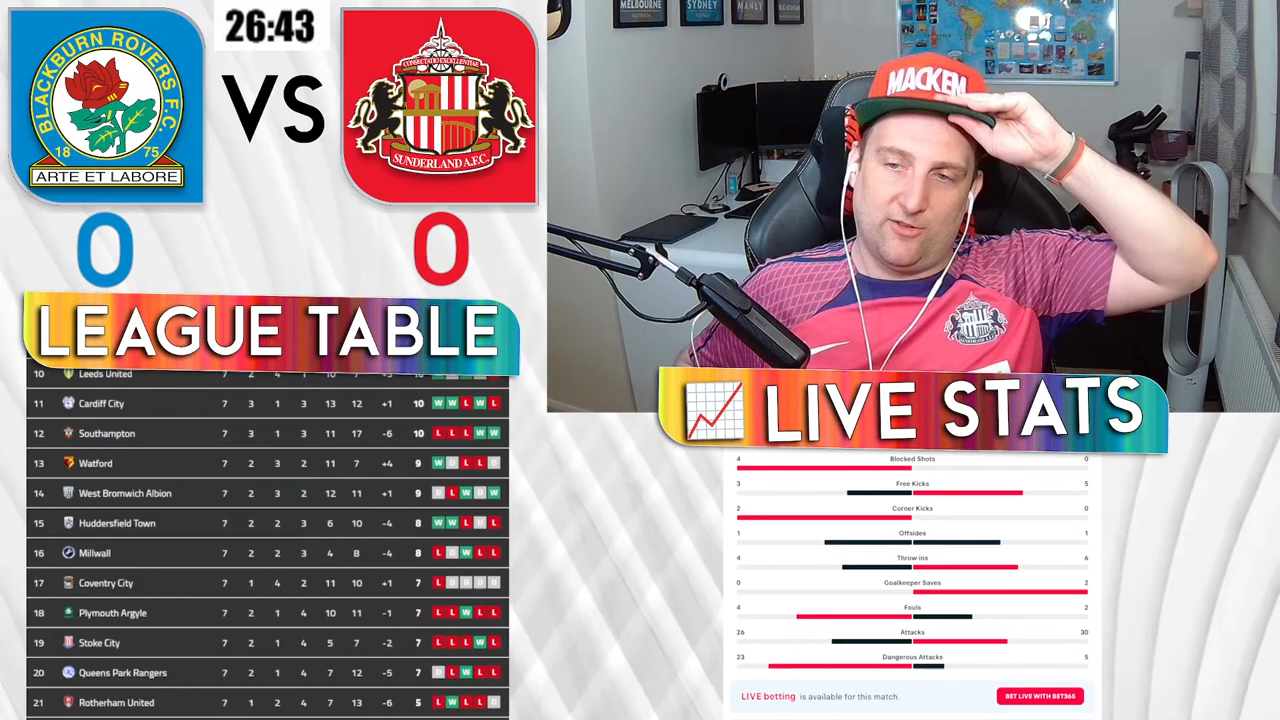 BLACKBURN ROVERS F.C.
18 75
ARTE ET LABORE
26:43
VS
CONSECTATIO EXCELLENTIAE
SUNDERLAND A.F.C.
0
0
MELBOURNE
SYDNEY
MANLY
MACKEM
LEAGUE TABLE
10 Leeds United 7 2 4 1 10
11 Cardiff City 7 3 1 3 13 12 +1 10 W W L W L
12 Southampton 7 3 1 3 11 17 -6 10 L L L W W
13 Watford 7 2 3 2 11 7 +4 9 W D L L D
14 West Bromwich Albion 7 2 3 2 12 11 +1 9 D L W D W
15 Huddersfield Town 7 2 2 3 6 10 -4 8 W W L D L
16 Millwall 7 2 2 3 4 8 -4 8 L D W L L
17 Coventry City 7 1 4 2 11 10 +1 7 L D D D D
18 Plymouth Argyle 7 2 1 4 10 11 -1 7 L L W L L
19 Stoke City 7 2 1 4 5 7 -2 7 L L L W L
20 Queens Park Rangers 7 2 1 4 7 12 -5 7 D L W L L
21 Rotherham United 7 1 2 4 7 13 -6 5 L W L L D
LIVE STATS
4 Blocked Shots 0
3 Free Kicks 5
2 Corner Kicks 0
1 Offsides 1
4 Throw-ins 6
0 Goalkeeper Saves 2
4 Fouls 2
26 Attacks 30
23 Dangerous Attacks 5
LIVE betting is available for this match.
BET LIVE WITH BET365